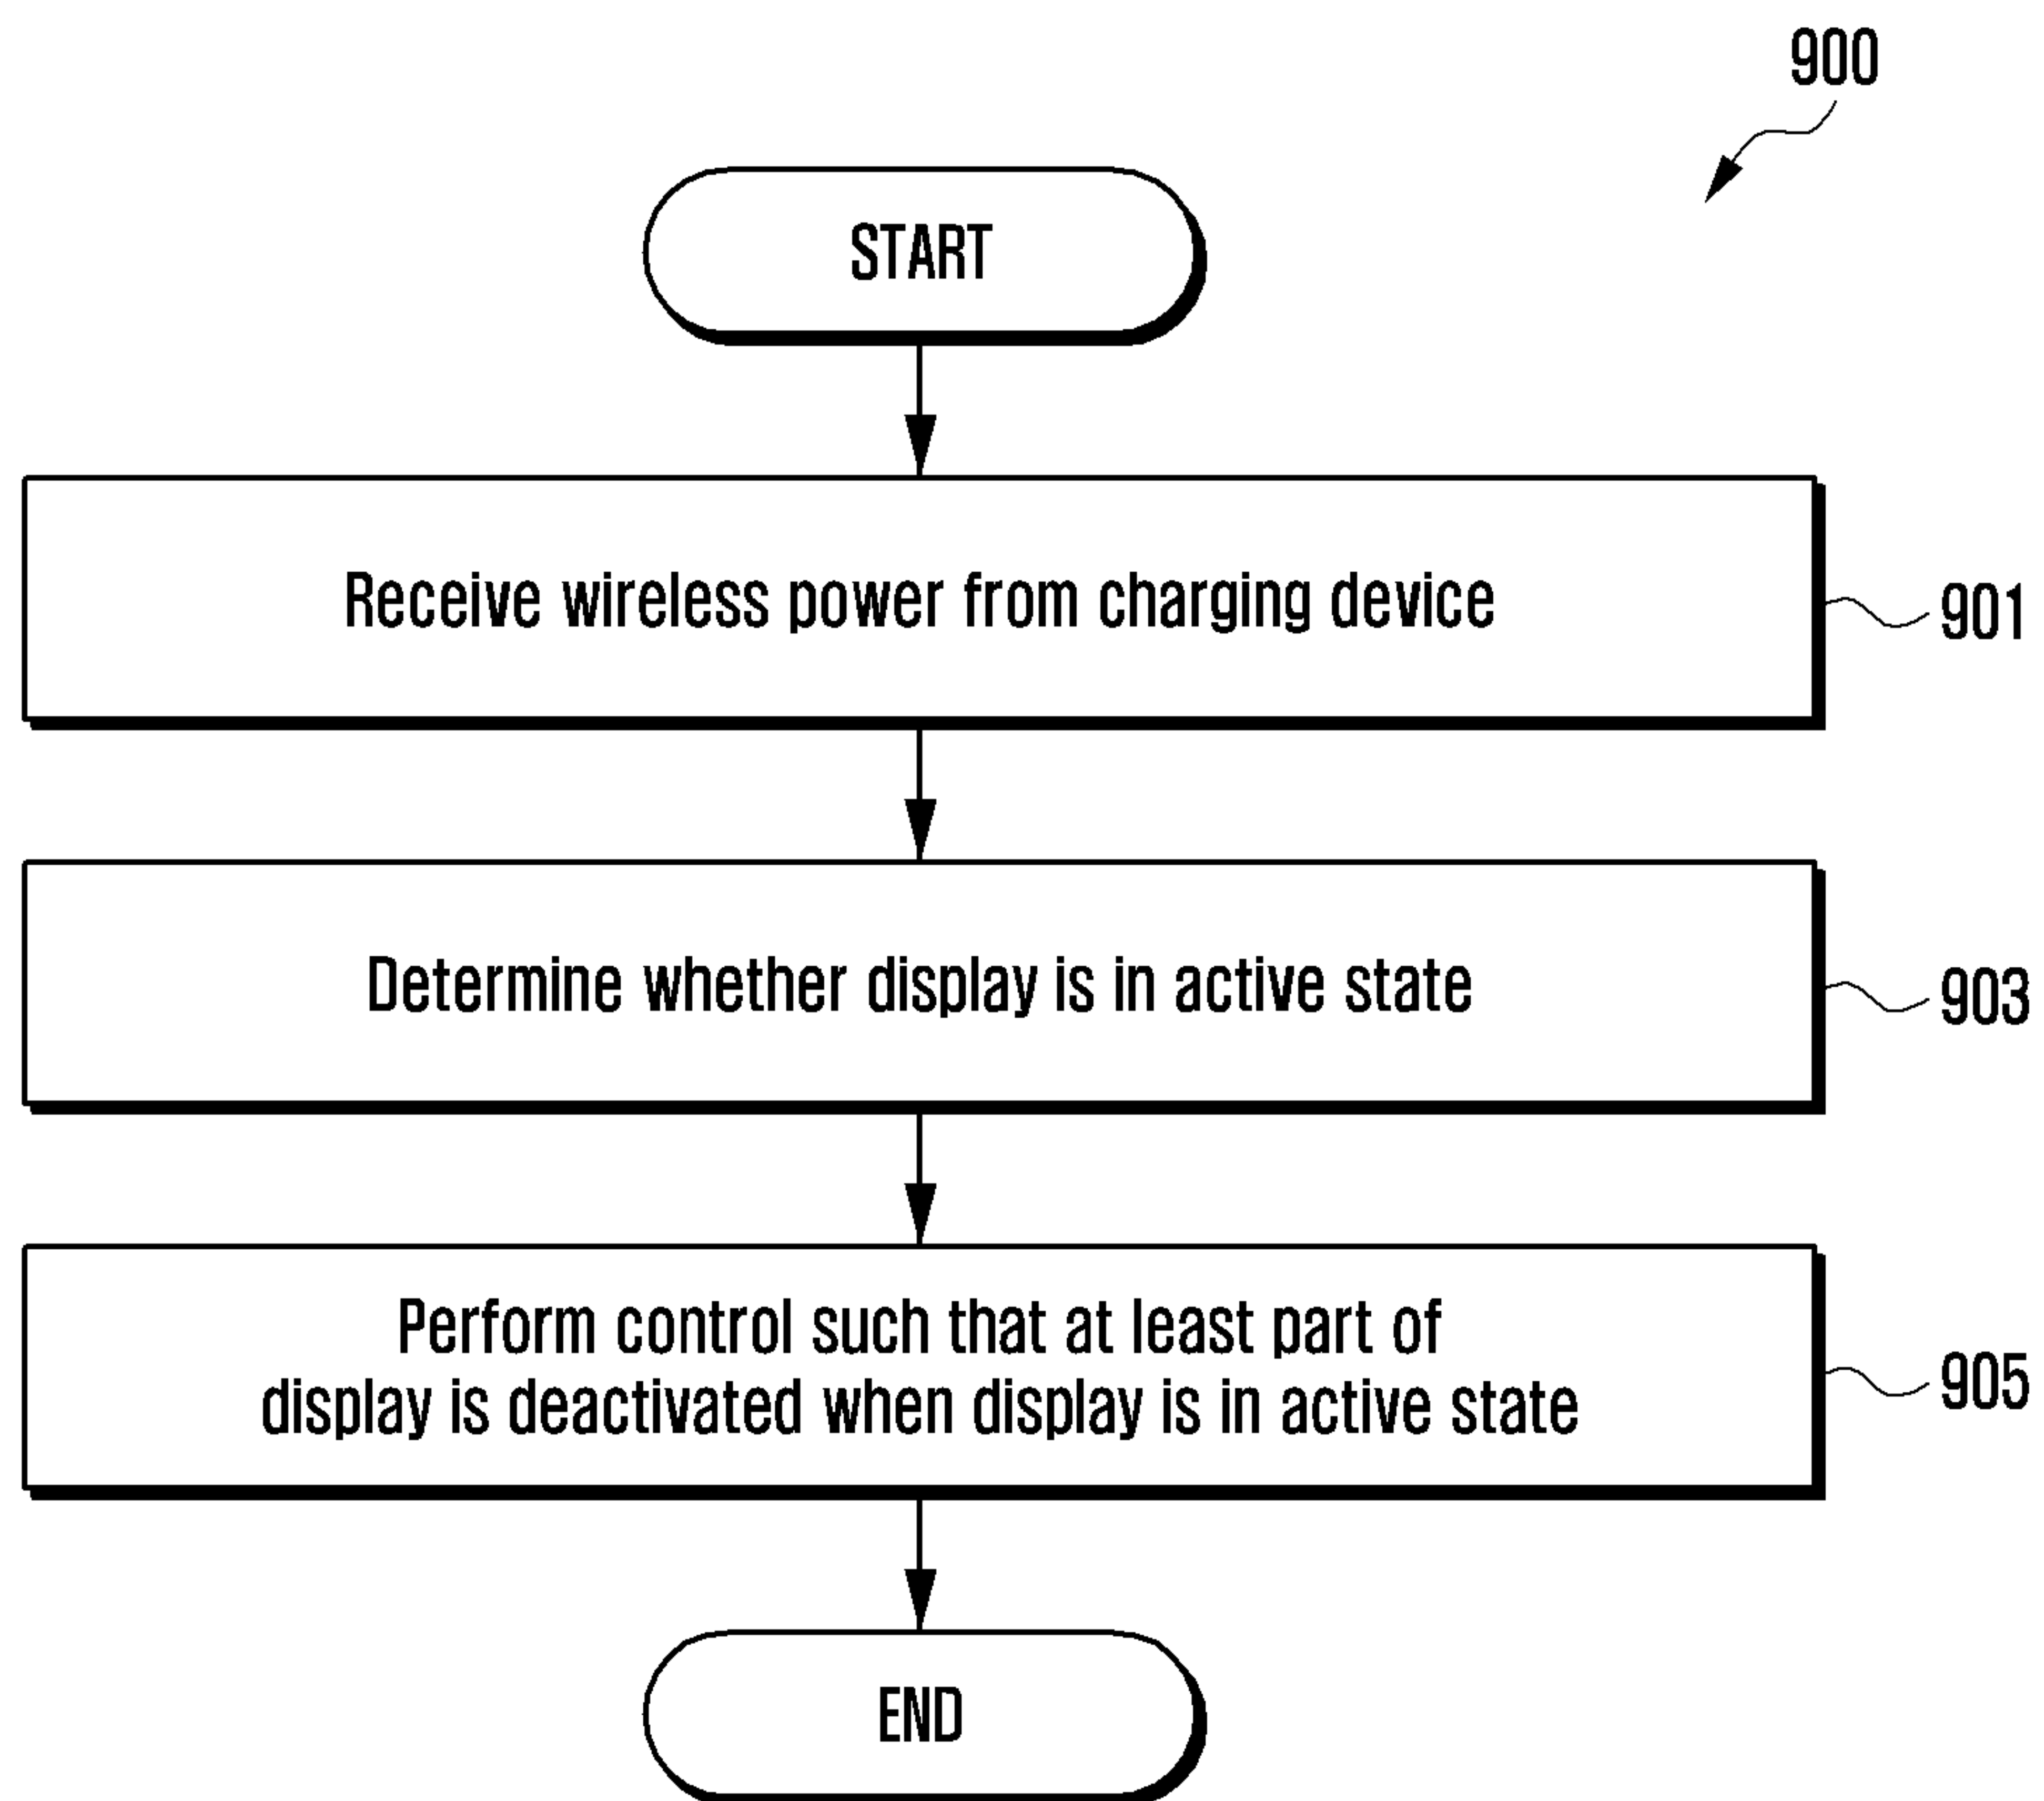 900
START
Receive wireless power from charging device
901
Determine whether display is in active state
903
Perform control such that at least part of
display is deactivated when display is in active state
905
END